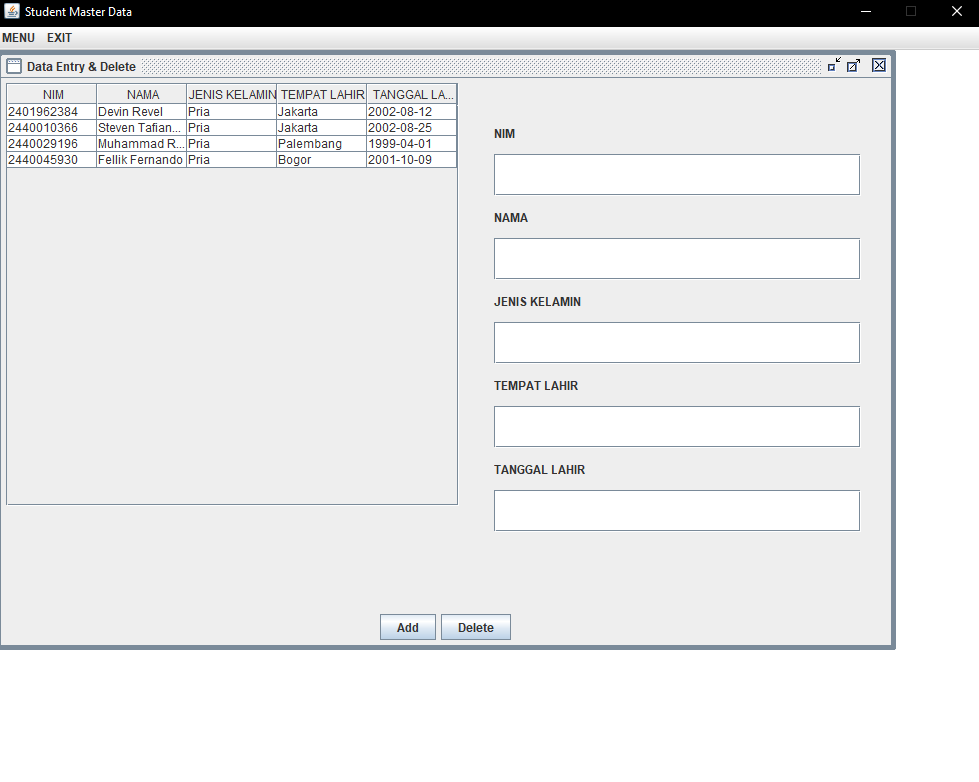 Student Master Data
MENU EXIT
Data Entry & Delete
NIM NAMA JENIS KELAMIN TEMPAT LAHIR TANGGAL LA...
2401962384 Devin Revel Pria Jakarta 2002-08-12
2440010366 Steven Tafian... Pria Jakarta 2002-08-25
2440029196 Muhammad R... Pria Palembang 1999-04-01
2440045930 Fellik Fernando Pria Bogor 2001-10-09
NIM
NAMA
JENIS KELAMIN
TEMPAT LAHIR
TANGGAL LAHIR
Add Delete